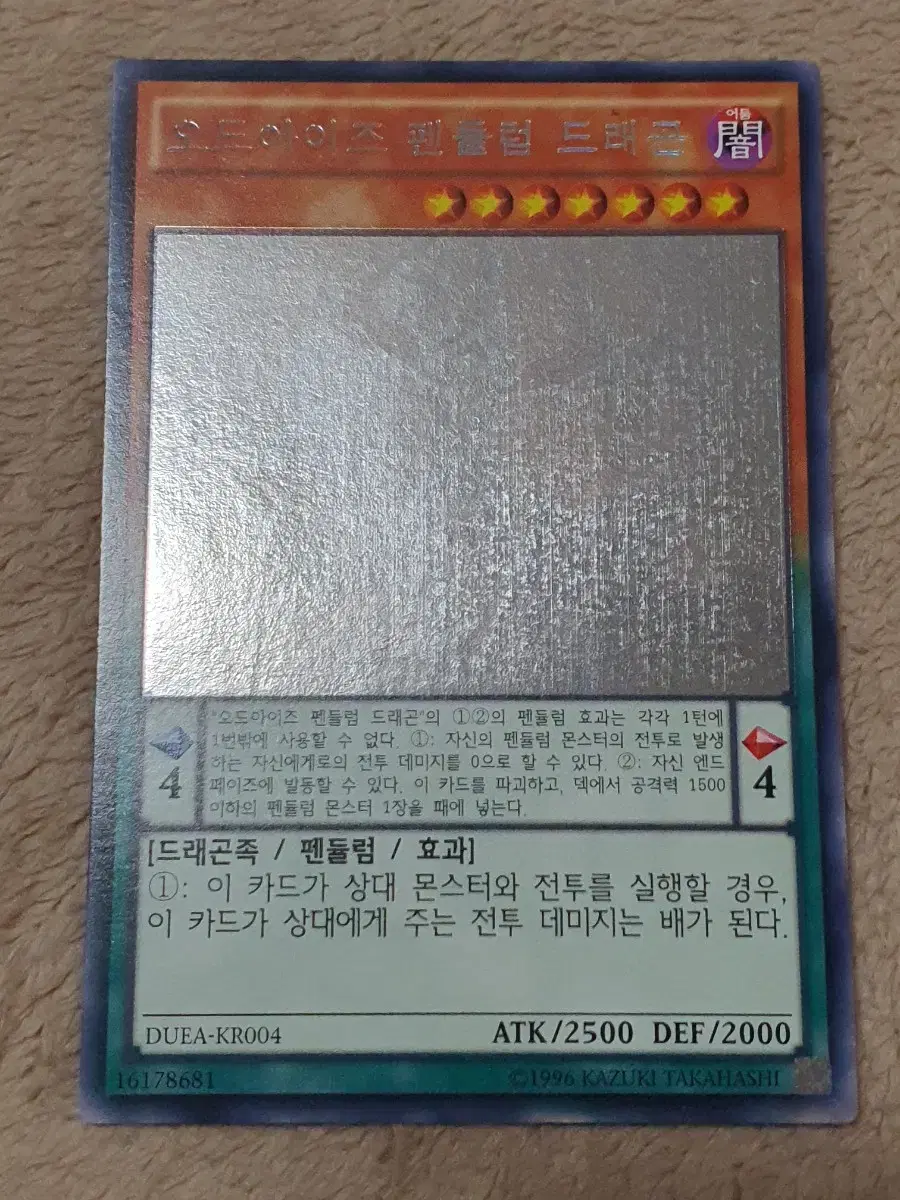 오드아이즈 펜듈럼 드래곤
어둠
闇
"오드아이즈 펜듈럼 드래곤"의 ①②의 펜듈럼 효과는 각각 1턴에
1번밖에 사용할 수 없다. ①: 자신의 펜듈럼 몬스터의 전투로 발생
하는 자신에게로의 전투 데미지를 0으로 할 수 있다. ②: 자신 엔드
페이즈에 발동할 수 있다. 이 카드를 파괴하고, 덱에서 공격력 1500
이하의 펜듈럼 몬스터 1장을 패에 넣는다.
4
4
[드래곤족 / 펜듈럼 / 효과]
①: 이 카드가 상대 몬스터와 전투를 실행할 경우,
이 카드가 상대에게 주는 전투 데미지는 배가 된다.
DUEA-KR004
ATK/2500 DEF/2000
16178681
©1996 KAZUKI TAKAHASHI